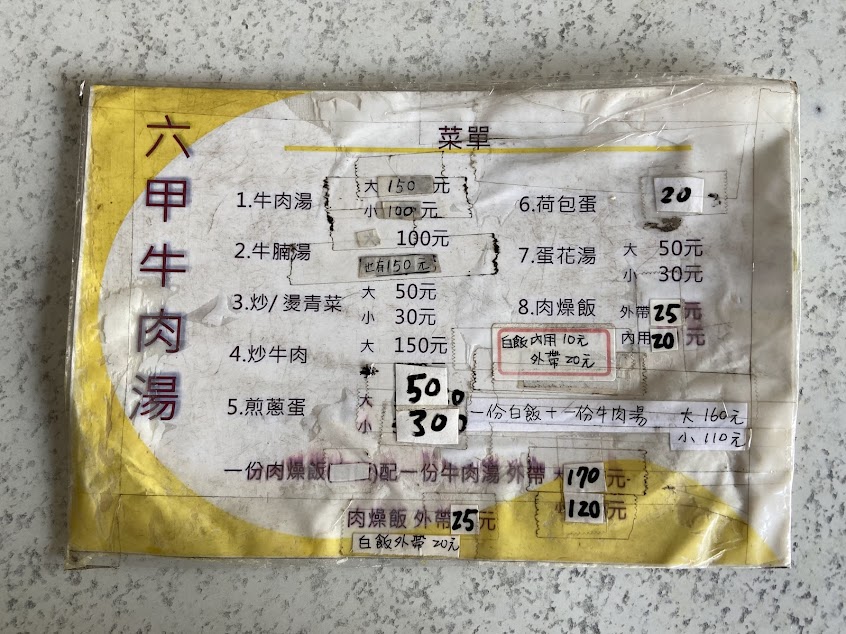 六甲牛肉湯
菜單
1.牛肉湯 大 150 元
小 100 元
2.牛腩湯 100元
也有150元
3.炒/燙青菜 大 50元
小 30元
4.炒牛肉 大 150元
5.煎蔥蛋 大 50
小 30
6.荷包蛋 20
7.蛋花湯 大 50元
小 30元
8.肉燥飯 外帶 25 元
內用 20 元
白飯內用10元
外帶20元
一份白飯+一份牛肉湯 大 160元
小 110元
一份肉燥飯( )配一份牛肉湯 外帶 170 元
120 元
肉燥飯 外帶 25 元
白飯外帶 20元